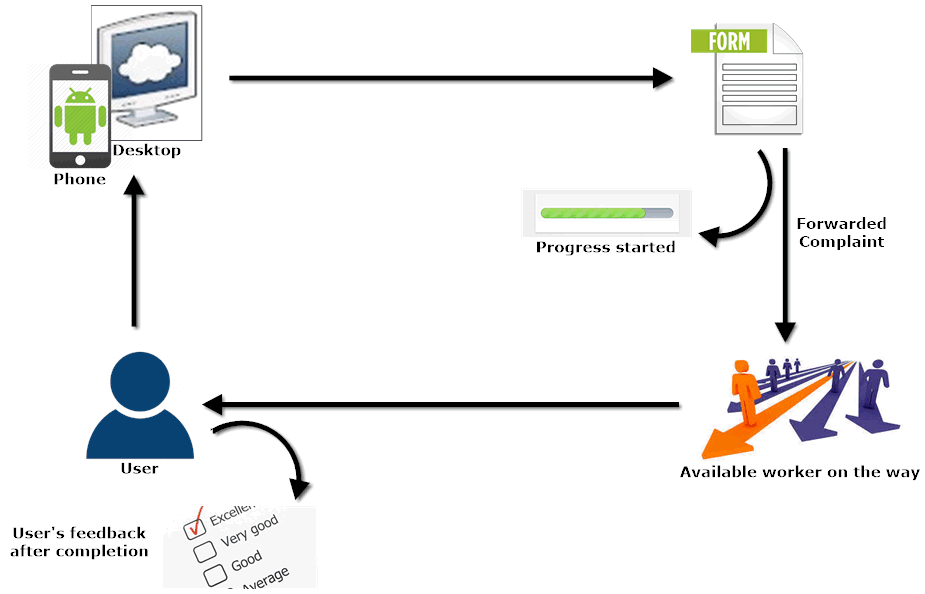 FORM
Desktop
Phone
Forwarded
Complaint
Progress started
User
Available worker on the way
User's feedback
after completion
Very good
Good
Average